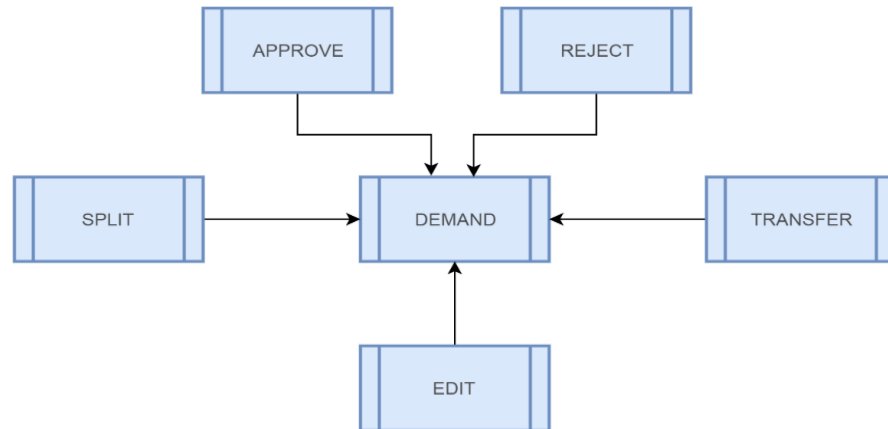 APPROVE
REJECT
SPLIT
DEMAND
TRANSFER
EDIT